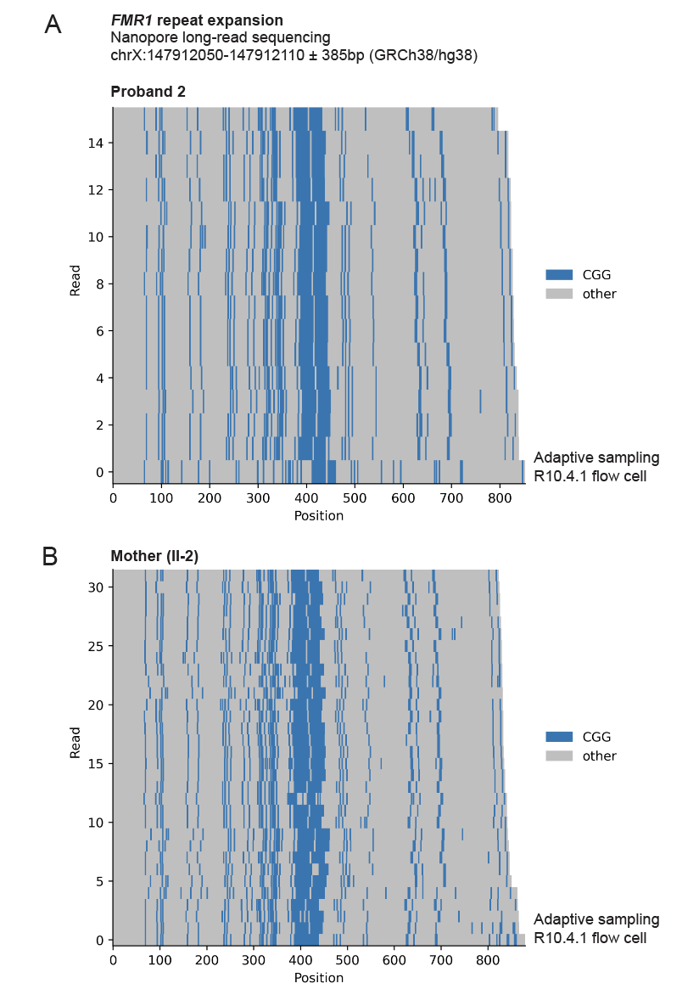 A
FMR1 repeat expansion
Nanopore long-read sequencing
chrX:147912050-147912110 ± 385bp (GRCh38/hg38)
Proband 2
14
12
10
8
6
4
2
0
Read
0 100 200 300 400 500 600 700 800
Position
CGG
other
Adaptive sampling
R10.4.1 flow cell
B
Mother (II-2)
30
25
20
15
10
5
0
Read
0 100 200 300 400 500 600 700 800
Position
CGG
other
Adaptive sampling
R10.4.1 flow cell